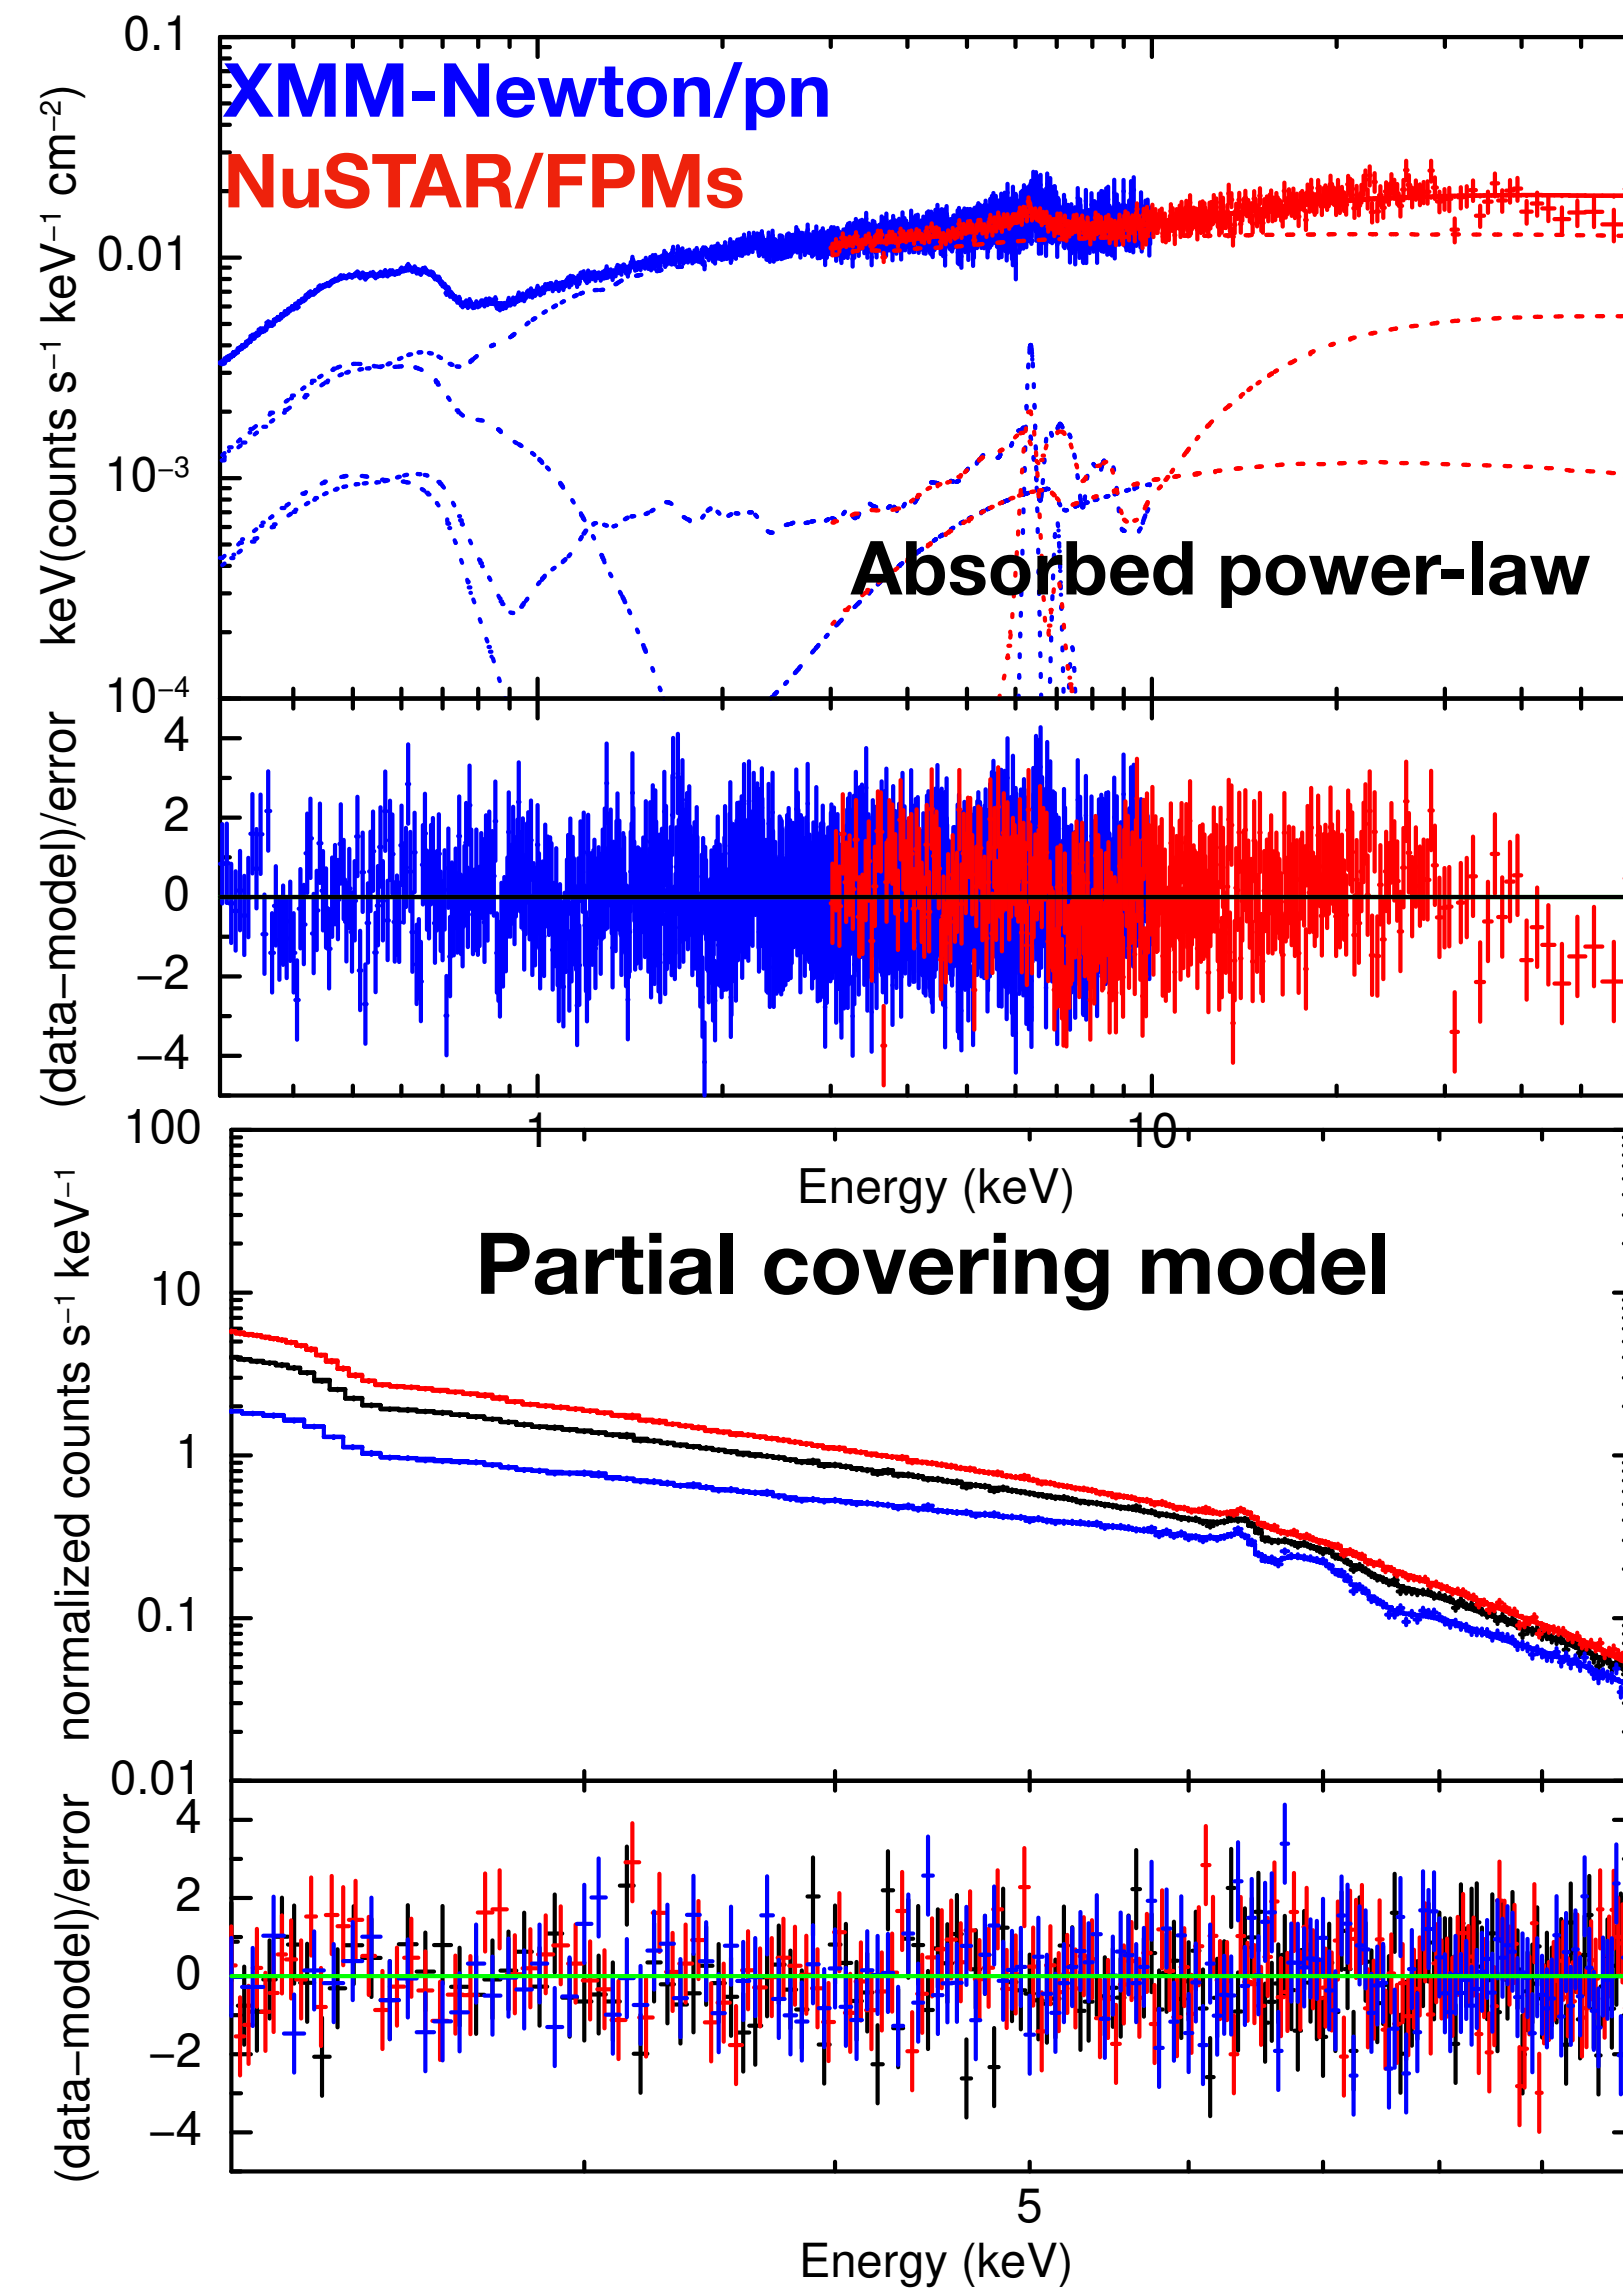 0.1
XMM-Newton/pn
NuSTAR/FPMs
0.01
10⁻³
10⁻⁴
keV(counts s⁻¹ keV⁻¹ cm⁻²)
Absorbed power-law
4
2
0
−2
−4
(data−model)/error
1 10
Energy (keV)
100
10
1
0.1
0.01
normalized counts s⁻¹ keV⁻¹
Partial covering model
4
2
0
−2
−4
(data−model)/error
5
Energy (keV)